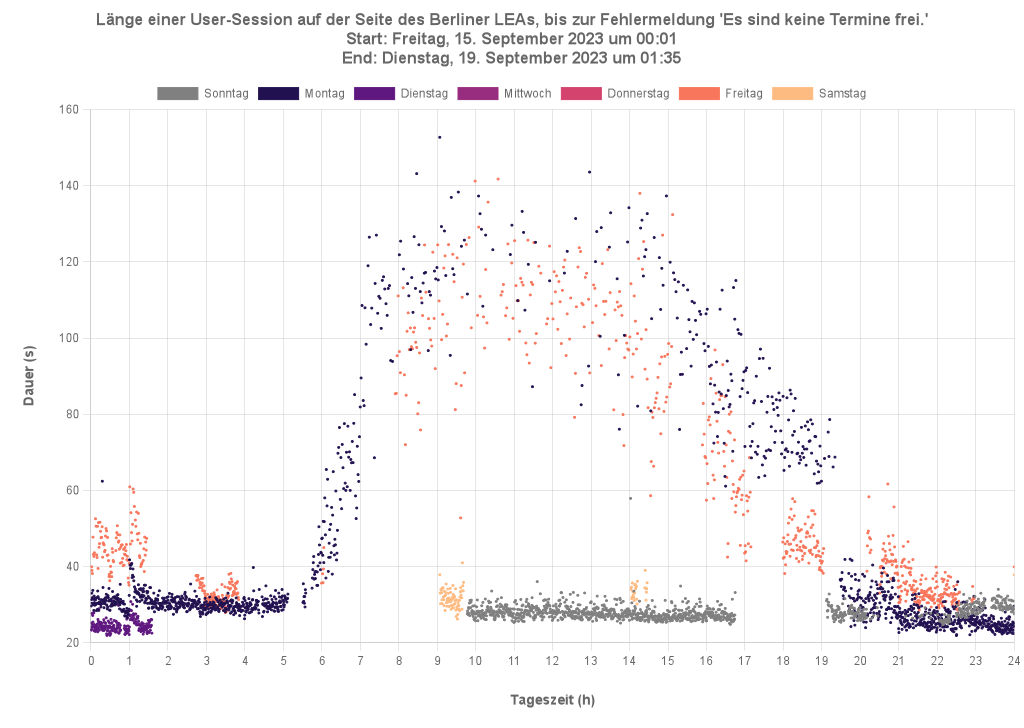 Länge einer User-Session auf der Seite des Berliner LEAs, bis zur Fehlermeldung 'Es sind keine Termine frei.'
Start: Freitag, 15. September 2023 um 00:01
End: Dienstag, 19. September 2023 um 01:35
Sonntag Montag Dienstag Mittwoch Donnerstag Freitag Samstag
160
140
120
100
80
60
40
20
Dauer (s)
0 1 2 3 4 5 6 7 8 9 10 11 12 13 14 15 16 17 18 19 20 21 22 23 24
Tageszeit (h)